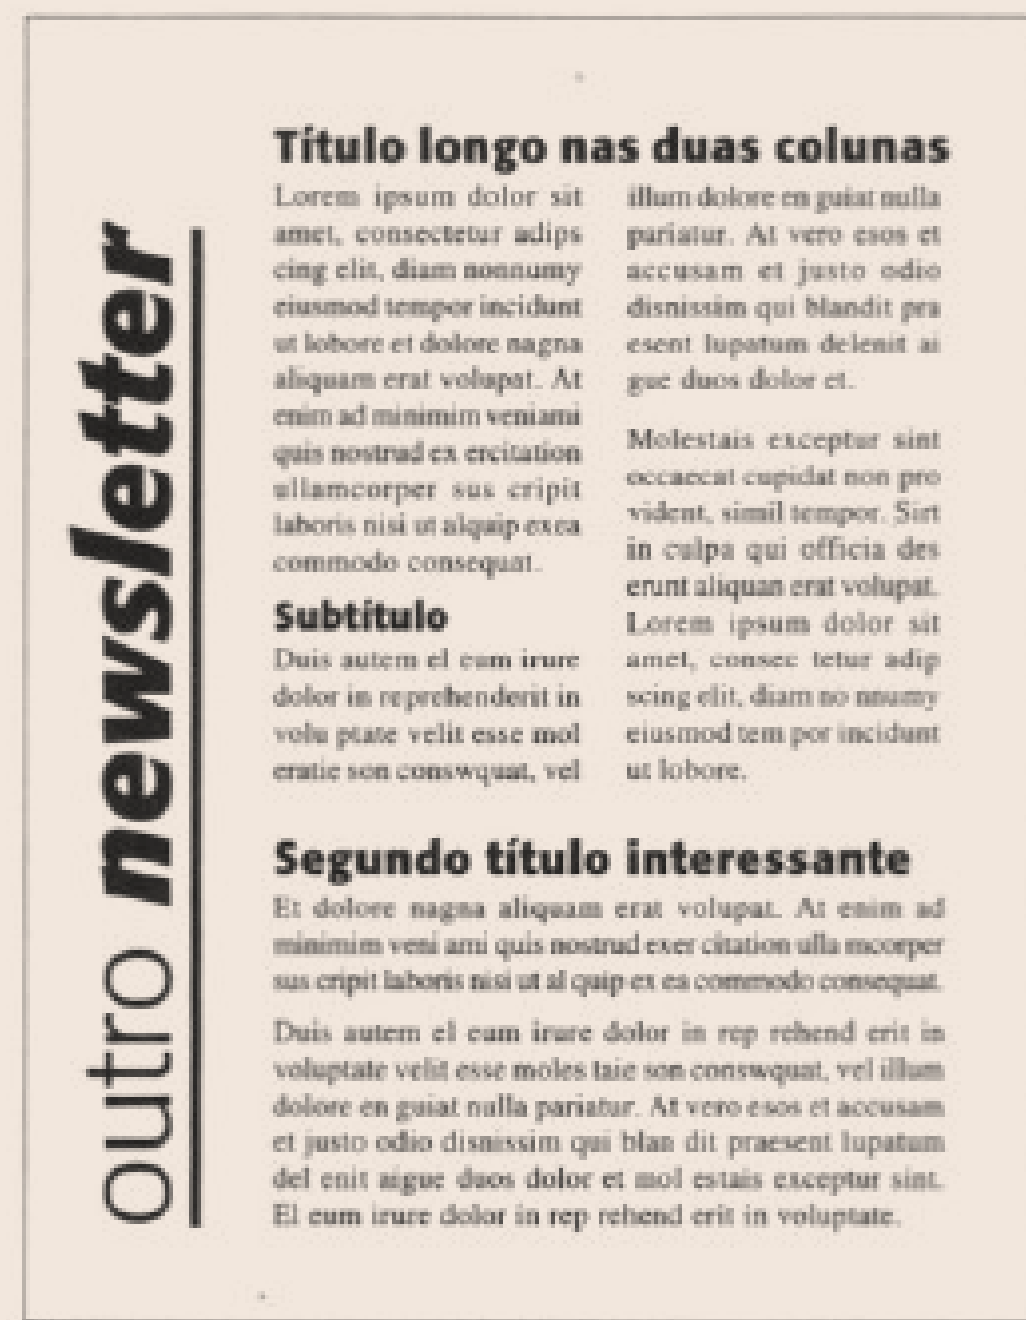 outro newsletter
Título longo nas duas colunas
Lorem ipsum dolor sit
amet, consectetur adips
cing elit, diam nonnumy
eiusmod tempor incidunt
ut lobore et dolore nagna
aliquam erat volupat. At
enim ad minimim veniami
quis nostrud ex ercitation
ullamcorper sus cripit
laboris nisi ut alquip exea
commodo consequat.
Subtítulo
Duis autem el eum irure
dolor in reprehenderit in
volu ptate velit esse mol
eratie son conswquat, vel
illum dolore en guiat nulla
pariatur. At vero esos et
accusam et justo odio
disnissim qui blandit pra
esent lupatum delenit ai
gue duos dolor et.
Molestais exceptur sint
occaecat cupidat non pro
vident, simil tempor. Sirt
in culpa qui officia des
erunt aliquan erat volupat.
Lorem ipsum dolor sit
amet, consec tetur adip
scing elit, diam no nnumy
eiusmod tem por incidunt
ut lobore.
Segundo título interessante
Et dolore nagna aliquam erat volupat. At enim ad
minimim veni ami quis nostrud exer citation ulla mcorper
sus cripit laboris nisi ut al quip ex ea commodo consequat.
Duis autem el eum irure dolor in rep rehend erit in
voluptate velit esse moles taie son conswquat, vel illum
dolore en guiat nulla pariatur. At vero esos et accusam
et justo odio disnissim qui blan dit praesent lupatum
del enit aigue duos dolor et mol estais exceptur sint.
El eum irure dolor in rep rehend erit in voluptate.